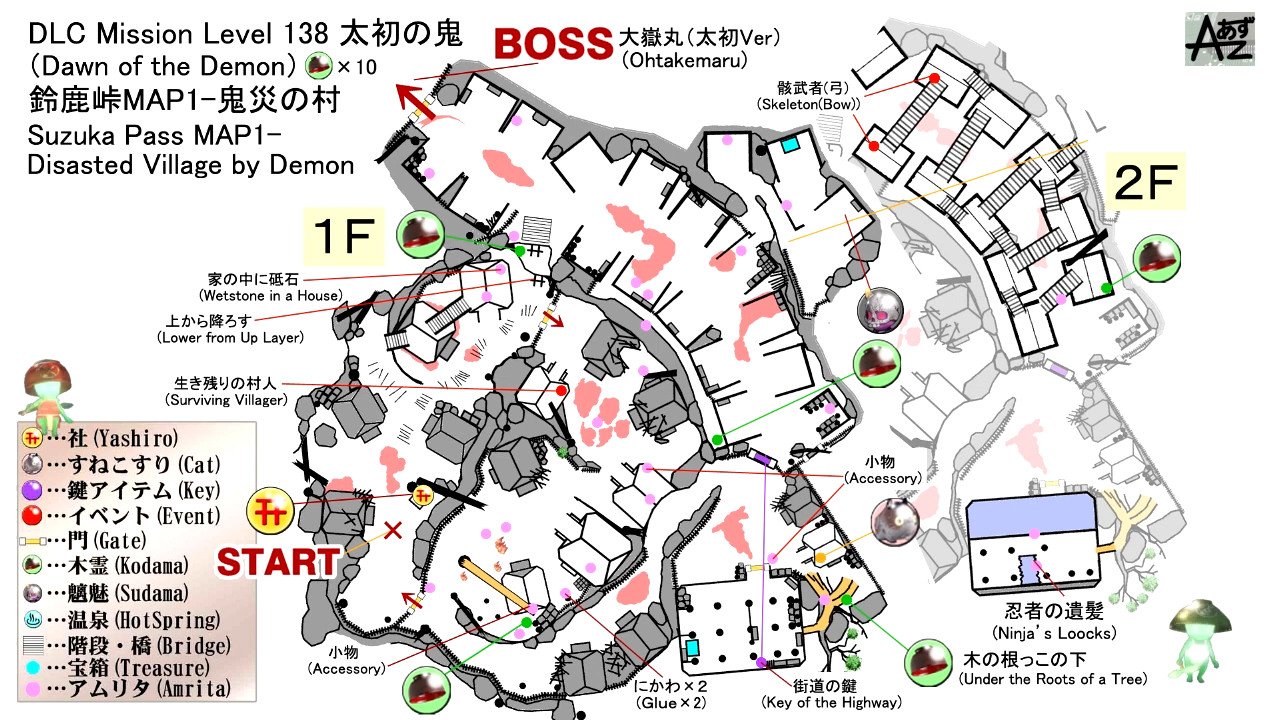 DLC Mission Level 138 太初の鬼
(Dawn of the Demon) ×10
鈴鹿峠MAP1-鬼災の村
Suzuka Pass MAP1-
Disasted Village by Demon
BOSS 大嶽丸(太初Ver)
(Ohtakemaru)
あず
AZ
骸武者(弓)
(Skeleton(Bow))
1F
2F
家の中に砥石
(Wetstone in a House)
上から降ろす
(Lower from Up Layer)
生き残りの村人
(Surviving Villager)
…社(Yashiro)
…すねこすり(Cat)
…鍵アイテム(Key)
…イベント(Event)
…門(Gate)
…木霊(Kodama)
…魑魅(Sudama)
…温泉(HotSpring)
…階段・橋(Bridge)
…宝箱(Treasure)
…アムリタ(Amrita)
START
小物
(Accessory)
小物
(Accessory)
にかわ×2
(Glue×2)
街道の鍵
(Key of the Highway)
忍者の遺髪
(Ninja's Loocks)
木の根っこの下
(Under the Roots of a Tree)